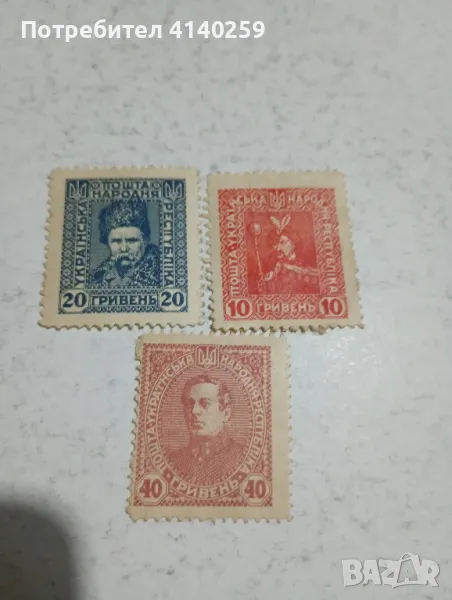 Потребител 4140259
ПОШТА
УКРАЇНСЬКА НАРОДНЯ РЕСПУБЛІКА
20 ГРИВЕНЬ 20
ПОШТА·УКРАЇНСЬКА НАРОДНЯ РЕСПУБЛІКА
10 ГРИВЕНЬ 10
ПОШТА·УКРАЇНСЬКА НАРОДНЯ РЕСПУБЛІКА
40 ГРИВЕНЬ 40
BAZAR